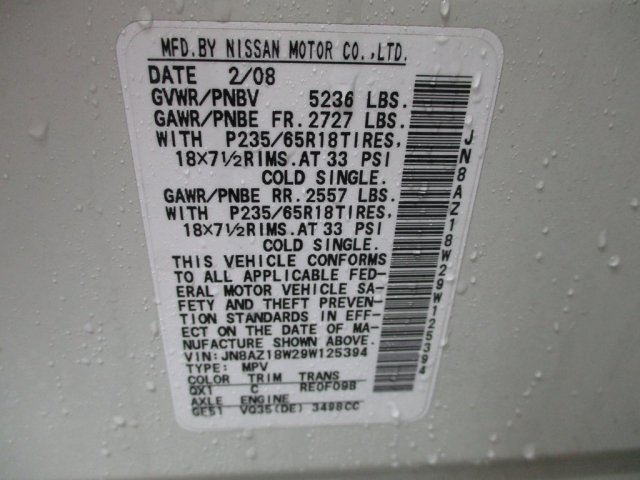 MFD.BY NISSAN MOTOR CO.,LTD.
DATE 2/08
GVWR/PNBV 5236 LBS.
GAWR/PNBE FR.2727 LBS.
WITH P235/65R18TIRES,
18×7½RIMS.AT 33 PSI
COLD SINGLE.
GAWR/PNBE RR.2557 LBS.
WITH P235/65R18TIRES,
18×7½RIMS.AT 33 PSI
COLD SINGLE.
THIS VEHICLE CONFORMS
TO ALL APPLICABLE FED-
ERAL MOTOR VEHICLE SA-
FETY AND THEFT PREVEN-
TION STANDARDS IN EFF-
ECT ON THE DATE OF MA-
NUFACTURE SHOWN ABOVE.
VIN:JN8AZ18W29W125394
TYPE: MPV
COLOR TRIM TRANS
QX1 C RE0F09B
AXLE ENGINE
GE51 VQ35(DE) 3498CC
JN8AZ18W29W125394